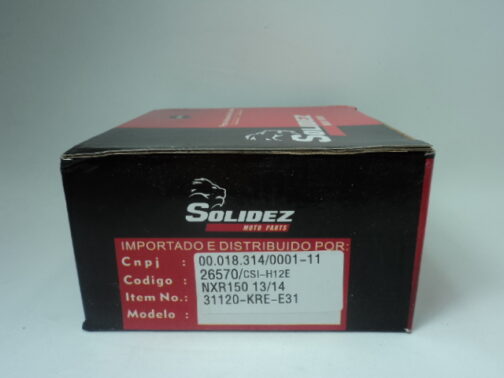 SOLIDEZ
SOLIDEZ
MOTO PARTS
IMPORTADO E DISTRIBUIDO POR:
Cnpj : 00.018.314/0001-11
Codigo : 26570/CSI-H12E
Item No.: NXR150 13/14
Modelo : 31120-KRE-E31